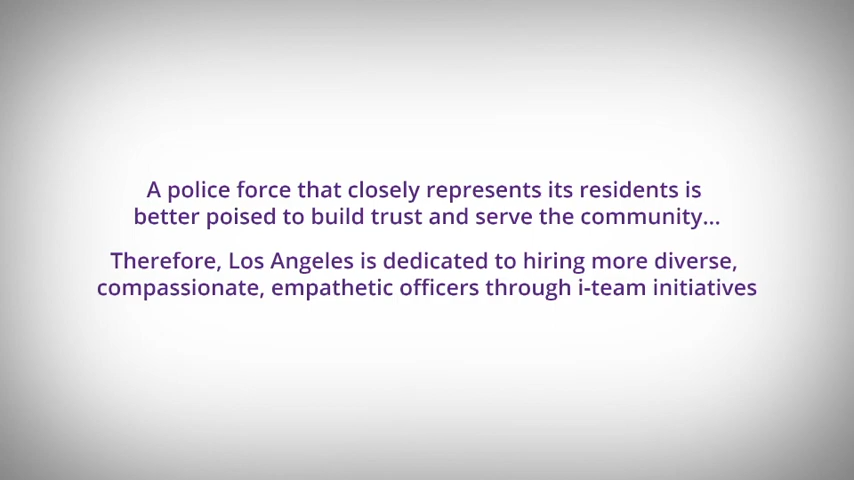 A police force that closely represents its residents is
better poised to build trust and serve the community...
Therefore, Los Angeles is dedicated to hiring more diverse,
compassionate, empathetic officers through i-team initiatives